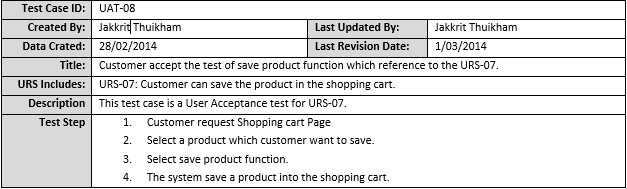 Test Case ID: UAT-08
Created By: Jakkrit Thuikham Last Updated By: Jakkrit Thuikham
Data Crated: 28/02/2014 Last Revision Date: 1/03/2014
Title: Customer accept the test of save product function which reference to the URS-07.
URS Includes: URS-07: Customer can save the product in the shopping cart.
Description This test case is a User Acceptance test for URS-07.
Test Step 1. Customer request Shopping cart Page
2. Select a product which customer want to save.
3. Select save product function.
4. The system save a product into the shopping cart.